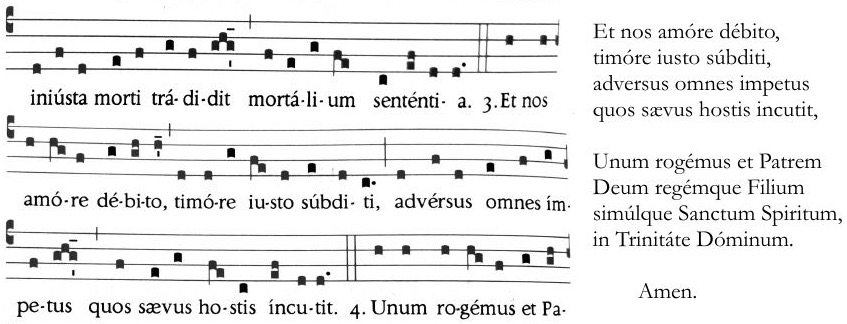 iniústa morti trá-di-dit mortá-li-um senténti-a. 3. Et nos
amó-re dé-bi-to, timó-re iu-sto súbdi-ti, advérsus omnes ím-
pe-tus quos sævus ho-stis íncu-tit. 4. Unum ro-gémus et Pa-
Et nos amóre débito,
timóre iusto súbditi,
adversus omnes impetus
quos sævus hostis incutit,
Unum rogémus et Patrem
Deum regémque Filium
simúlque Sanctum Spiritum,
in Trinitáte Dóminum.
Amen.